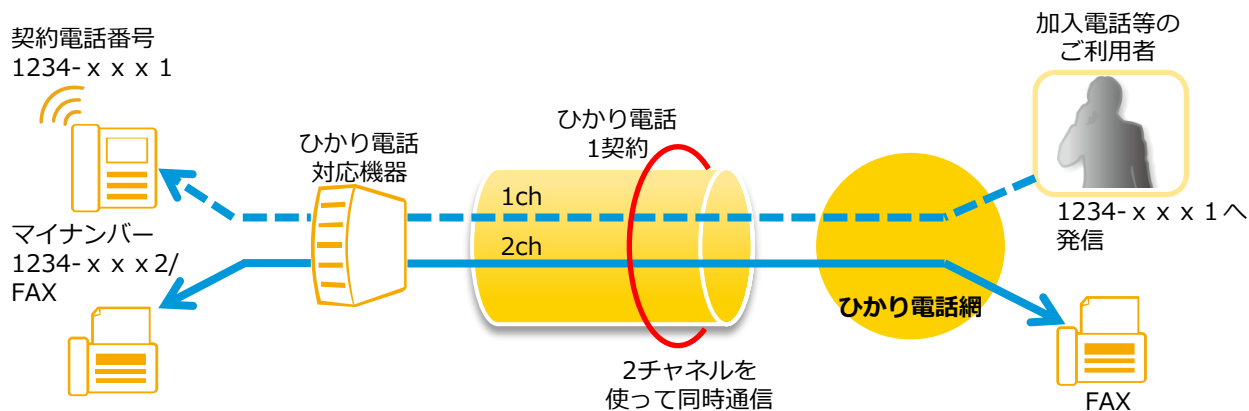 契約電話番号
1234-ｘｘｘ１
ひかり電話
対応機器
ひかり電話
1契約
加入電話等の
ご利用者
1ch
2ch
マイナンバー
1234-ｘｘｘ2/
FAX
1234-ｘｘｘ１へ
発信
ひかり電話網
2チャネルを
使って同時通信
FAX